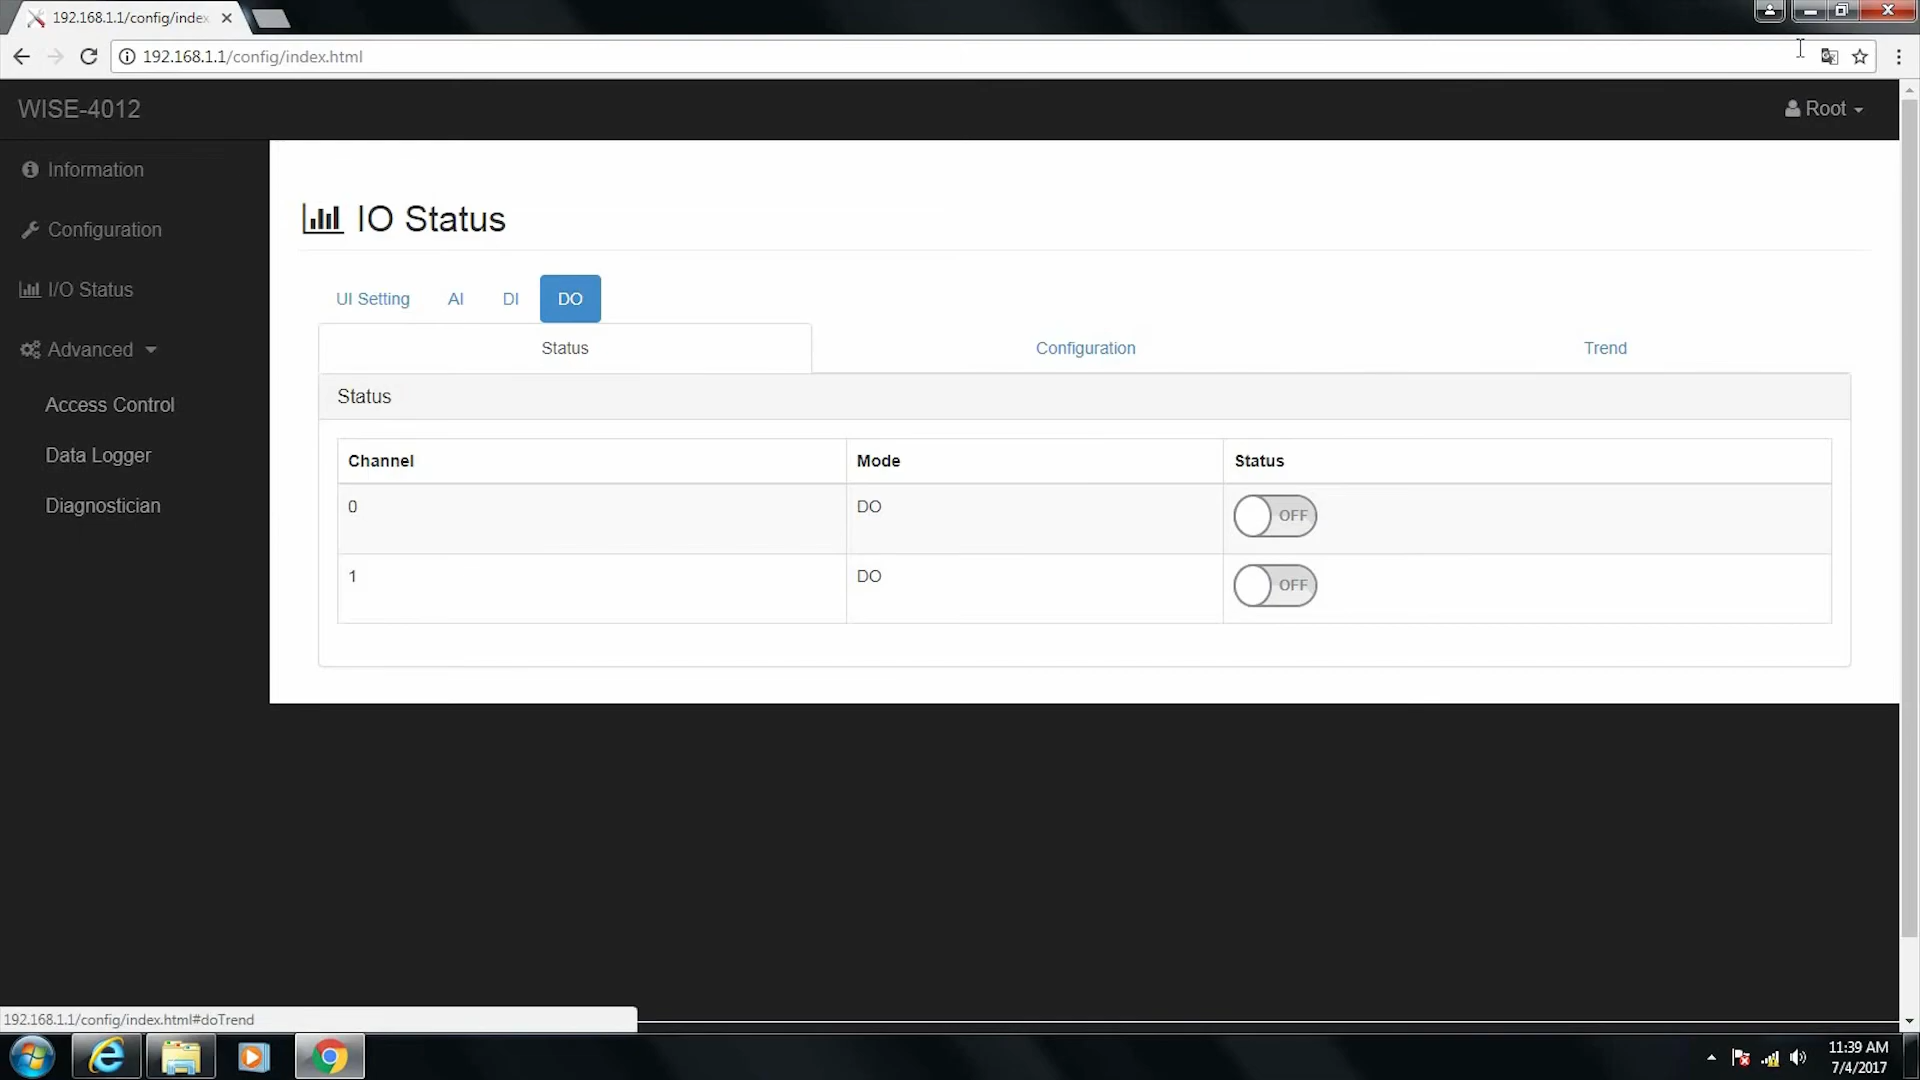 192.168.1.1/config/index
192.168.1.1/config/index.html
WISE-4012
Root
Information
Configuration
I/O Status
Advanced
Access Control
Data Logger
Diagnostician
IO Status
UI Setting AI DI DO
Status Configuration Trend
Status
Channel Mode Status
0 DO OFF
1 DO OFF
192.168.1.1/config/index.html#doTrend
11:39 AM
7/4/2017